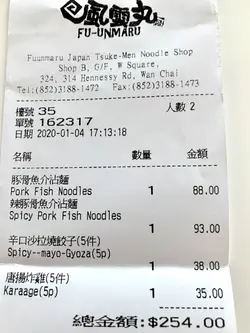 風雲丸
FU-UNMARU
Fuunmaru Japan Tsuke-Men Noodle Shop
Shop B, G/F, W Square,
324, 314 Hennessy Rd, Wan Chai
Tel:(852)3188-1472 Fax:(852)3188-1473
檯號 35 人數 2
單號 162317
日期 2020-01-04 17:13:18
名稱 數量 金額
豚骨魚介沾麵
Pork Fish Noodles 1 88.00
辣豚骨魚介沾麵
Spicy Pork Fish Noodles
1 93.00
辛口沙拉燒餃子(5件)
Spicy--mayo-Gyoza(5p)
1 38.00
唐揚炸雞(5件)
Karaage(5p) 1 35.00
總金額:$254.00